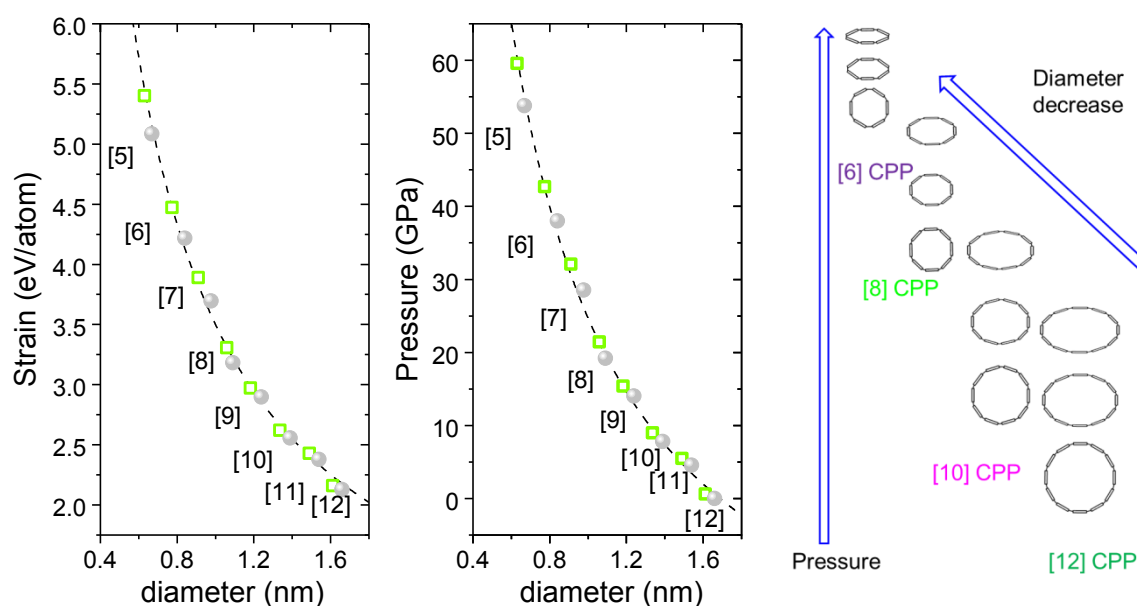 6.0
5.5
5.0
4.5
4.0
3.5
3.0
2.5
2.0
Strain (eV/atom)
[5]
[6]
[7]
[8]
[9]
[10]
[11]
[12]
0.4 0.8 1.2 1.6
diameter (nm)
60
50
40
30
20
10
0
Pressure (GPa)
[5]
[6]
[7]
[8]
[9]
[10]
[11]
[12]
0.4 0.8 1.2 1.6
diameter (nm)
Diameter
decrease
[6] CPP
[8] CPP
[10] CPP
[12] CPP
Pressure